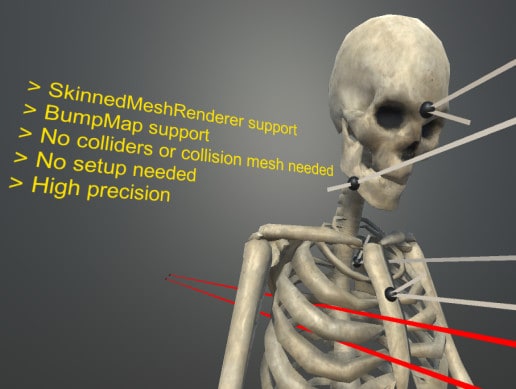 > SkinnedMeshRenderer support
> BumpMap support
> No colliders or collision mesh needed
> No setup needed
> High precision